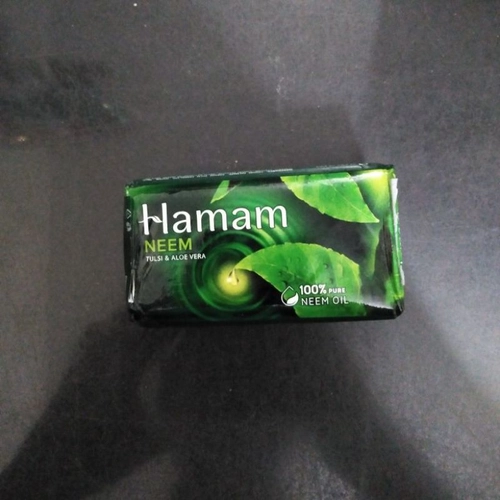 Hamam
NEEM
TULSI & ALOE VERA
100% PURE
NEEM OIL